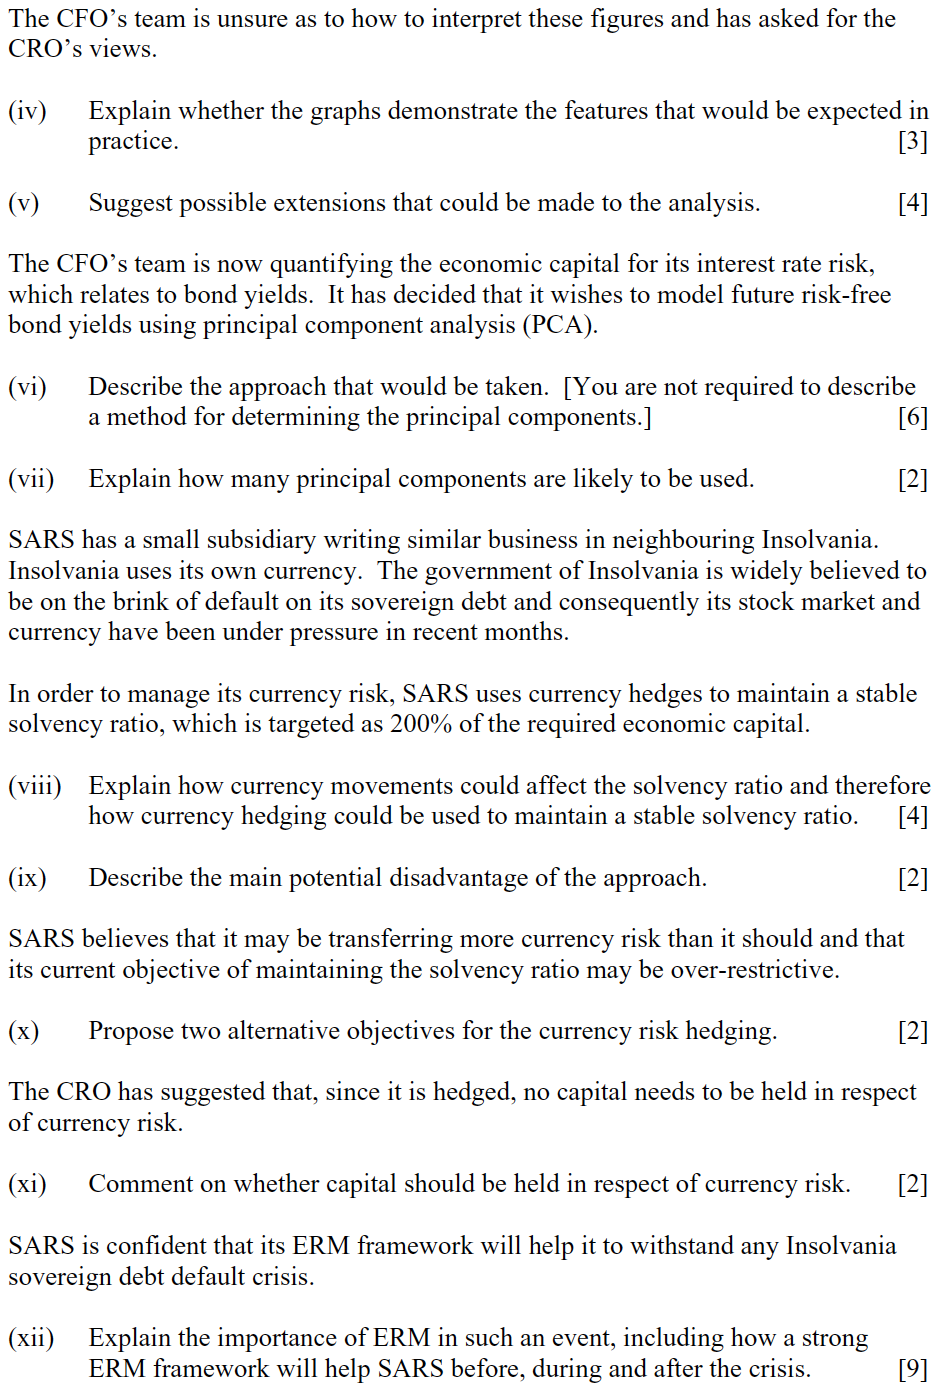 The CFO’s team is unsure as to how to interpret these figures and has asked for the
CRO’s views.
(iv) Explain whether the graphs demonstrate the features that would be expected in
practice. [3]
(v) Suggest possible extensions that could be made to the analysis. [4]
The CFO’s team is now quantifying the economic capital for its interest rate risk,
which relates to bond yields.  It has decided that it wishes to model future risk-free
bond yields using principal component analysis (PCA).
(vi) Describe the approach that would be taken.  [You are not required to describe
a method for determining the principal components.] [6]
(vii) Explain how many principal components are likely to be used. [2]
SARS has a small subsidiary writing similar business in neighbouring Insolvania.
Insolvania uses its own currency.  The government of Insolvania is widely believed to
be on the brink of default on its sovereign debt and consequently its stock market and
currency have been under pressure in recent months.
In order to manage its currency risk, SARS uses currency hedges to maintain a stable
solvency ratio, which is targeted as 200% of the required economic capital.
(viii) Explain how currency movements could affect the solvency ratio and therefore
how currency hedging could be used to maintain a stable solvency ratio. [4]
(ix) Describe the main potential disadvantage of the approach. [2]
SARS believes that it may be transferring more currency risk than it should and that
its current objective of maintaining the solvency ratio may be over-restrictive.
(x) Propose two alternative objectives for the currency risk hedging. [2]
The CRO has suggested that, since it is hedged, no capital needs to be held in respect
of currency risk.
(xi) Comment on whether capital should be held in respect of currency risk. [2]
SARS is confident that its ERM framework will help it to withstand any Insolvania
sovereign debt default crisis.
(xii) Explain the importance of ERM in such an event, including how a strong
ERM framework will help SARS before, during and after the crisis. [9]